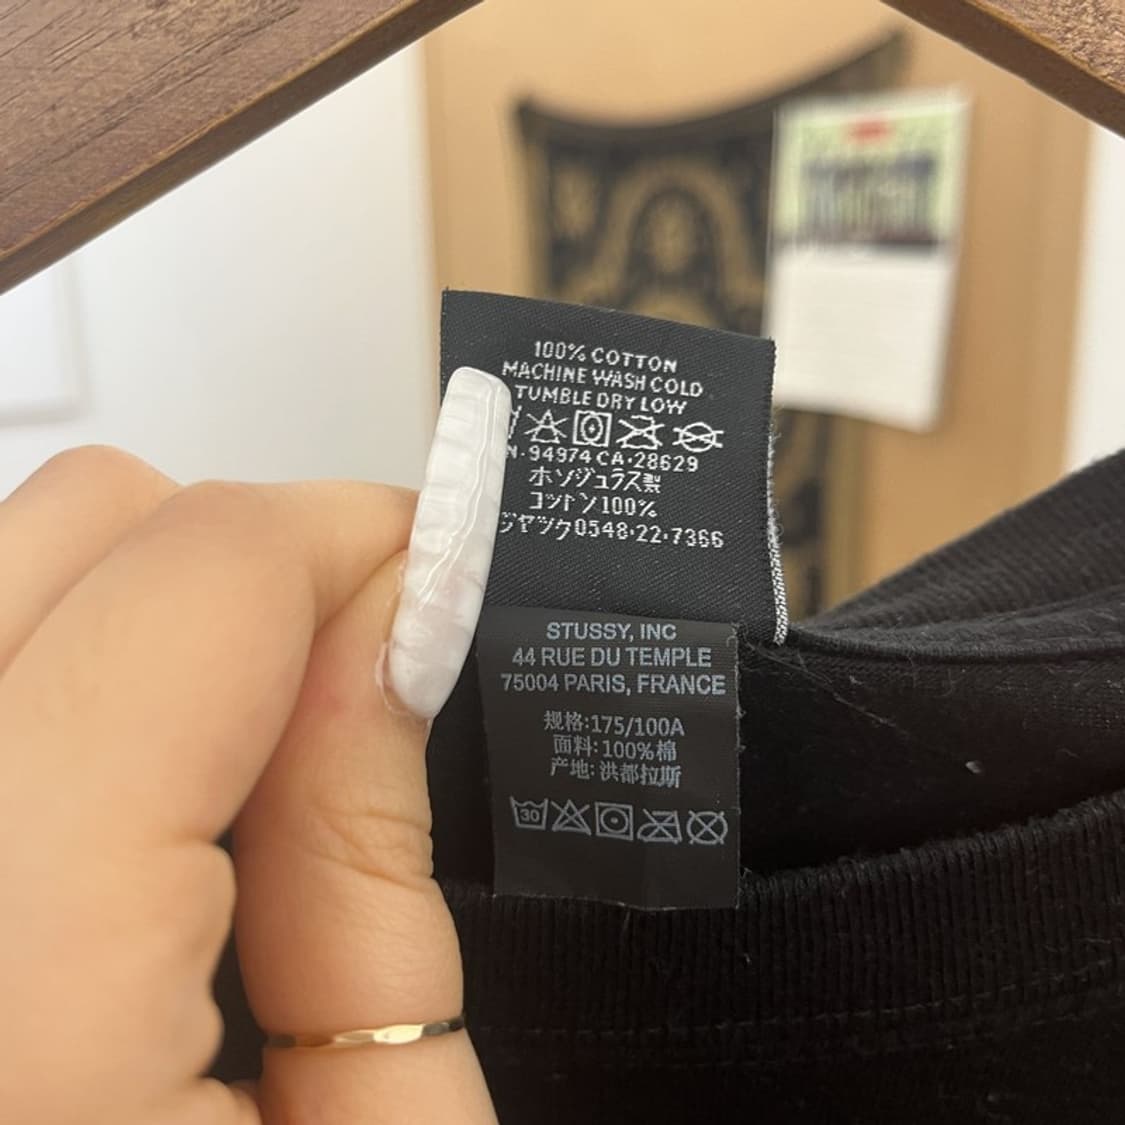 100% COTTON
MACHINE WASH COLD
TUMBLE DRY LOW
N·94974 CA·28629
ホンジュラス製
コットン100%
ジヤック0548·22·7366
STUSSY, INC
44 RUE DU TEMPLE
75004 PARIS, FRANCE
规格:175/100A
面料:100%棉
产地:洪都拉斯
30